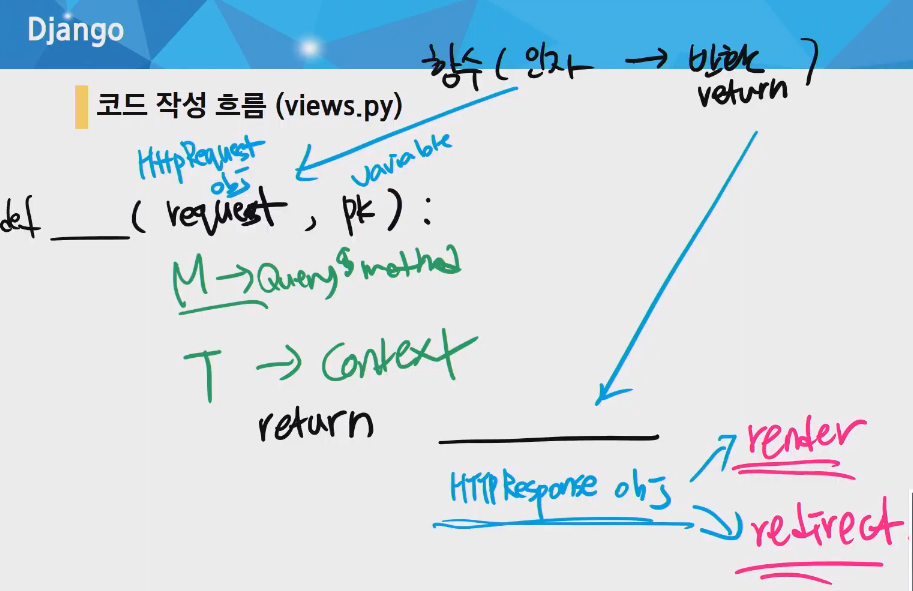 Django
함수 ( 인자 → 반환 )
return
코드 작성 흐름 (views.py)
HttpRequest
obj
variable
def ____ ( request , pk ) :
M → Query method
T → Context
return ____
HTTPResponse obj
render
redirect